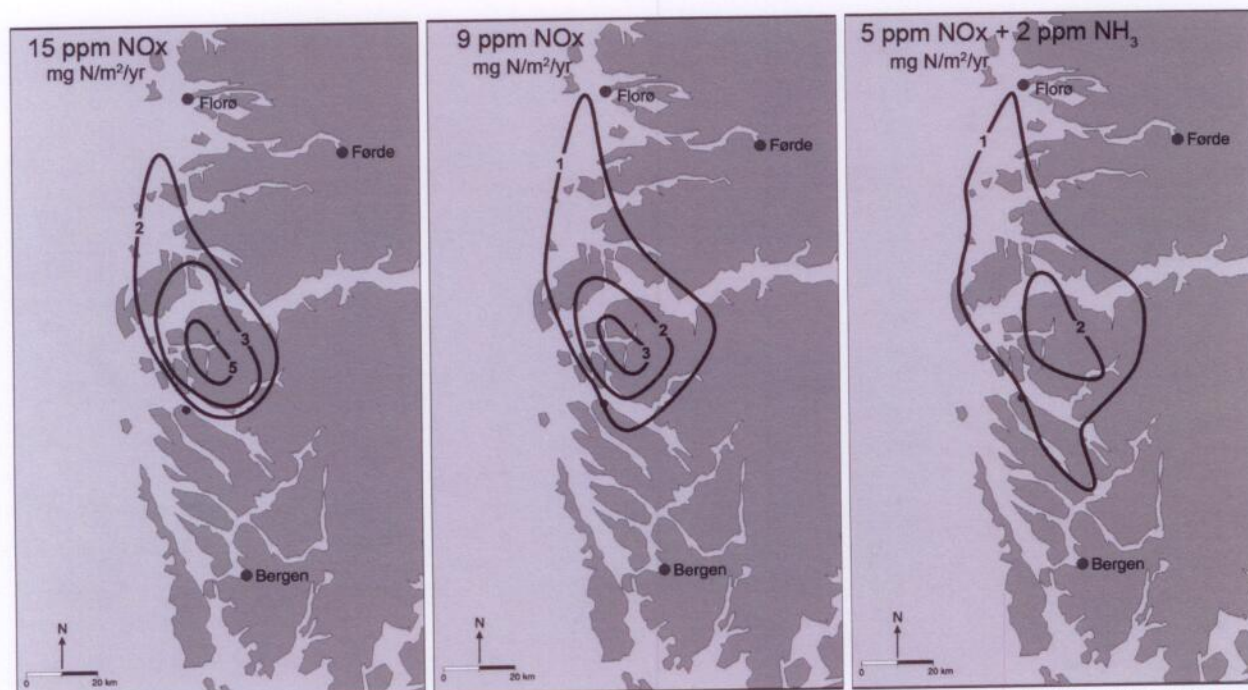 15 ppm NOx
mg N/m²/yr
Florø
Førde
2
3
5
Bergen
N
0 20 km
9 ppm NOx
mg N/m²/yr
Florø
1
Førde
2
3
Bergen
N
0 20 km
5 ppm NOx + 2 ppm NH₃
mg N/m²/yr
Florø
1
Førde
2
Bergen
N
0 20 km